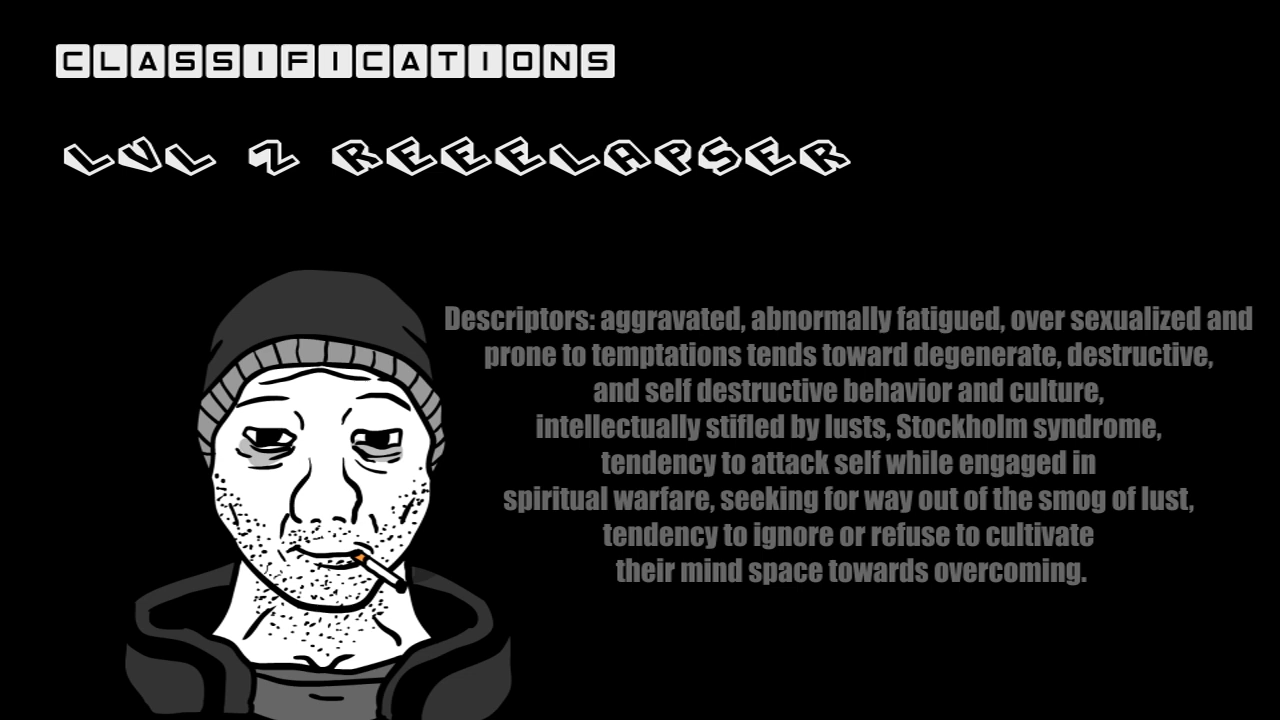 CLASSIFICATIONS
LVL 2 REEELAPSER
Descriptors: aggravated, abnormally fatigued, over sexualized and
prone to temptations tends toward degenerate, destructive,
and self destructive behavior and culture,
intellectually stifled by lusts, Stockholm syndrome,
tendency to attack self while engaged in
spiritual warfare, seeking for way out of the smog of lust,
tendency to ignore or refuse to cultivate
their mind space towards overcoming.